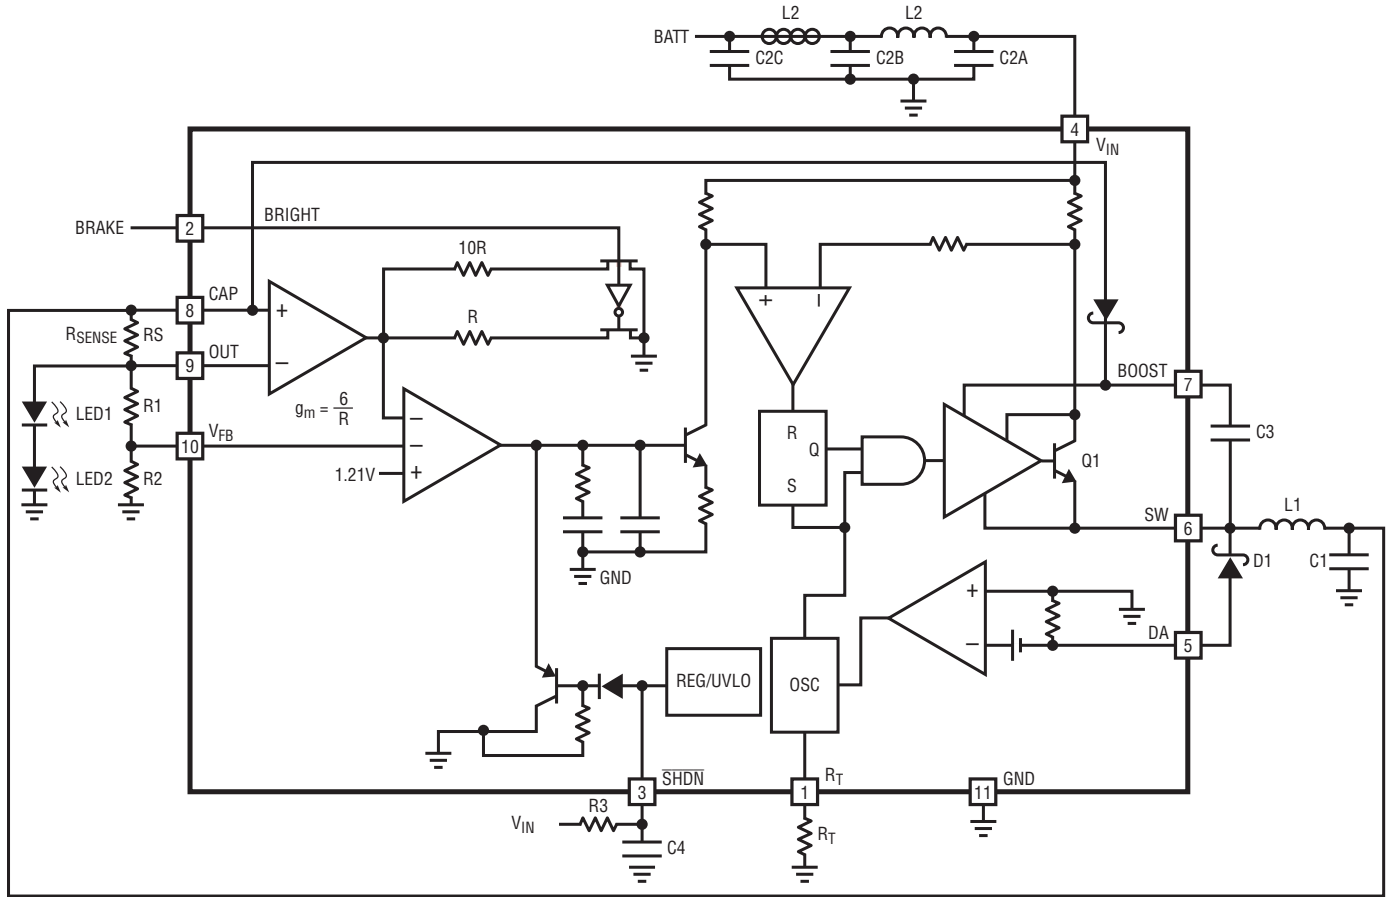 L2
L2
BATT
C2C
C2B
C2A
4
VIN
BRAKE
2
BRIGHT
10R
8
CAP
RSENSE
RS
R
9
OUT
BOOST
7
LED1
R1
gm = 6/R
10
VFB
R
Q
Q1
C3
LED2
R2
1.21V
S
SW
6
L1
D1
C1
GND
DA
5
REG/UVLO
OSC
3
SHDN
1
RT
11
GND
VIN
R3
C4
RT